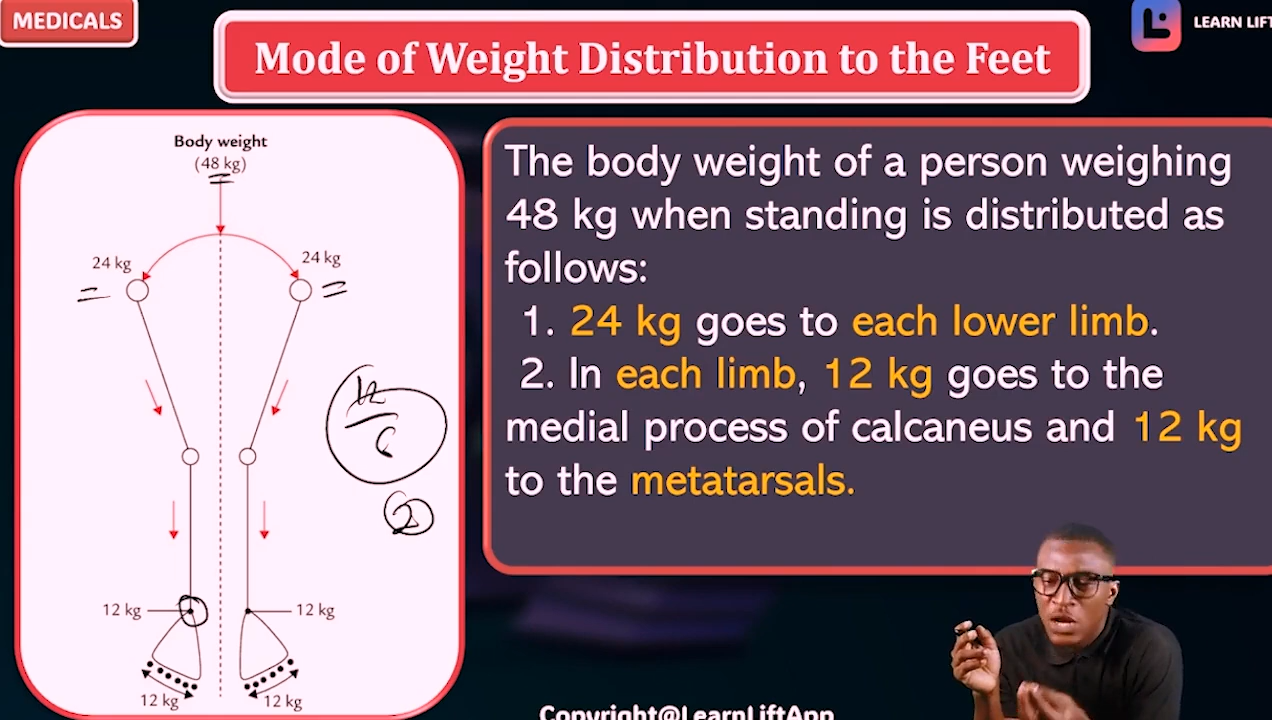 MEDICALS
Mode of Weight Distribution to the Feet
LEARN LIFT
Body weight
(48 kg)
24 kg
24 kg
12
6
2
12 kg
12 kg
12 kg
12 kg
The body weight of a person weighing
48 kg when standing is distributed as
follows:
1. 24 kg goes to each lower limb.
2. In each limb, 12 kg goes to the
medial process of calcaneus and 12 kg
to the metatarsals.
Copyright@LearnLiftApp